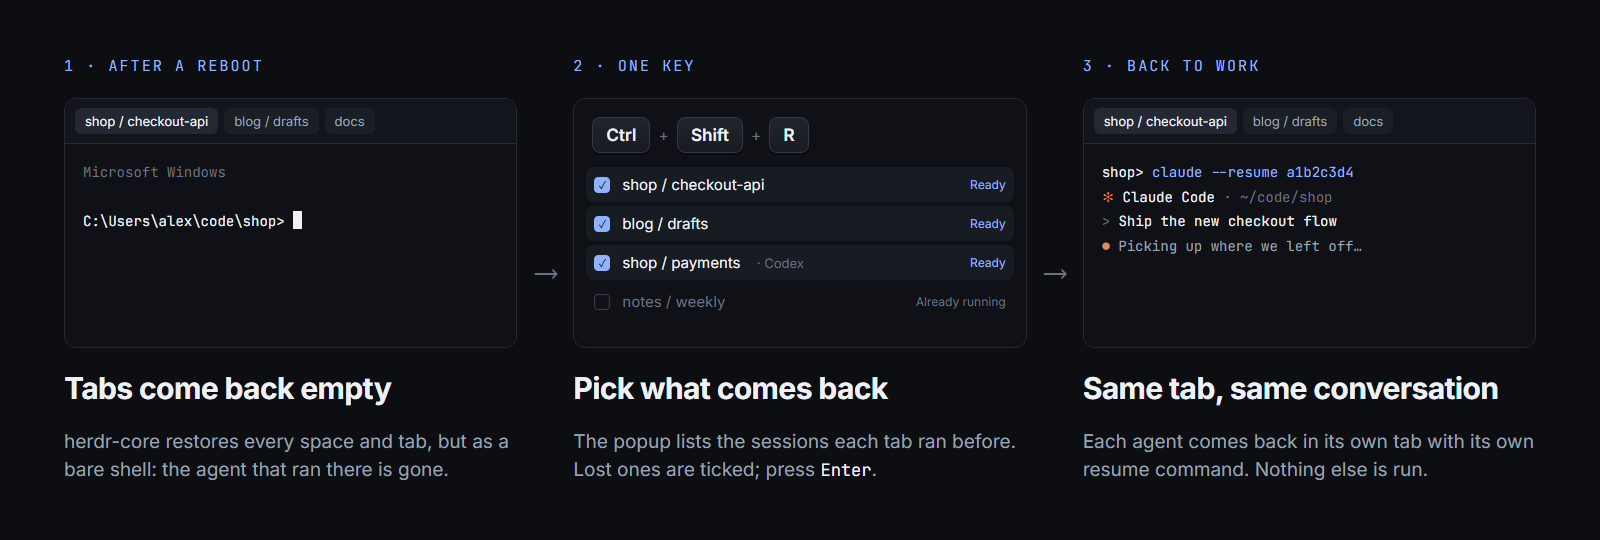 1 · AFTER A REBOOT
shop / checkout-api blog / drafts docs
Microsoft Windows
C:\Users\alex\code\shop>
Tabs come back empty
herdr-core restores every space and tab, but as a
bare shell: the agent that ran there is gone.
2 · ONE KEY
Ctrl + Shift + R
shop / checkout-api Ready
blog / drafts Ready
shop / payments · Codex Ready
notes / weekly Already running
Pick what comes back
The popup lists the sessions each tab ran before.
Lost ones are ticked; press Enter.
3 · BACK TO WORK
shop / checkout-api blog / drafts docs
shop> claude --resume a1b2c3d4
✻ Claude Code · ~/code/shop
> Ship the new checkout flow
● Picking up where we left off…
Same tab, same conversation
Each agent comes back in its own tab with its own
resume command. Nothing else is run.